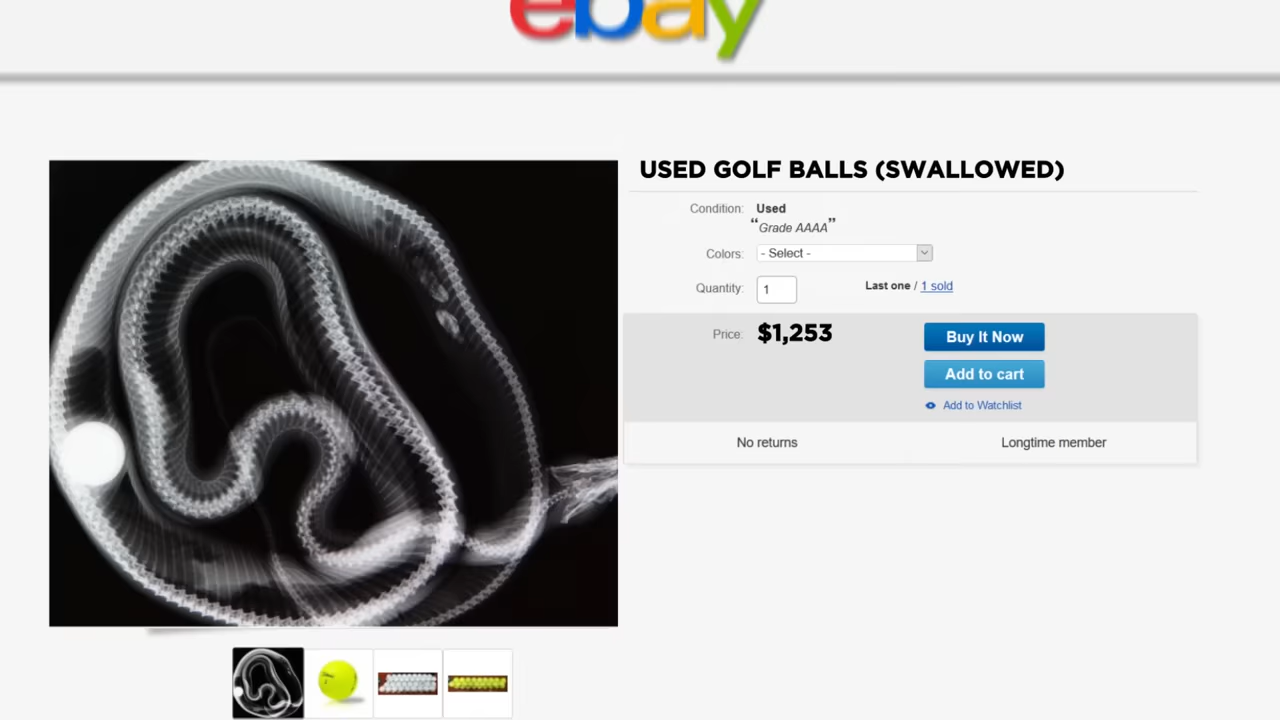 ebay
USED GOLF BALLS (SWALLOWED)
Condition: Used
“Grade AAAA”
Colors: - Select -
Quantity: 1 Last one / 1 sold
Price: $1,253 Buy It Now
Add to cart
Add to Watchlist
No returns Longtime member